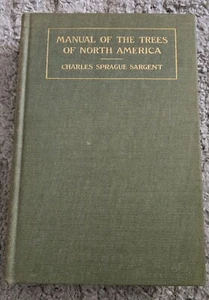 MANUAL OF THE TREES
OF NORTH AMERICA
CHARLES SPRAGUE SARGENT